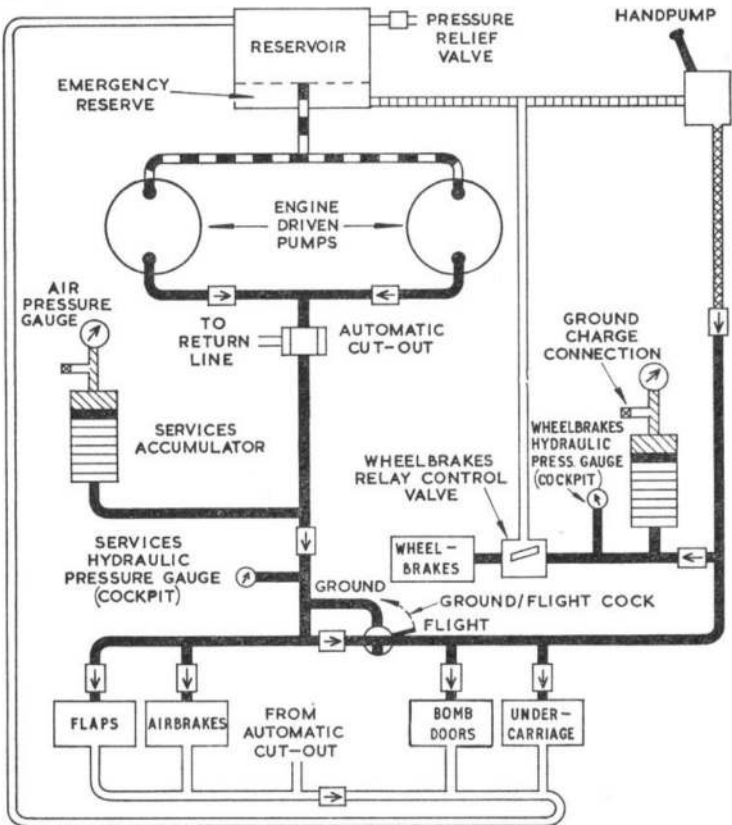 PRESSURE
RELIEF
VALVE
HANDPUMP
RESERVOIR
EMERGENCY
RESERVE
ENGINE
DRIVEN
PUMPS
AIR
PRESSURE
GAUGE
TO
RETURN
LINE
AUTOMATIC
CUT-OUT
GROUND
CHARGE
CONNECTION
SERVICES
ACCUMULATOR
WHEELBRAKES
HYDRAULIC
PRESS. GAUGE
(COCKPIT)
WHEELBRAKES
RELAY CONTROL
VALVE
SERVICES
HYDRAULIC
PRESSURE GAUGE
(COCKPIT)
WHEEL-
BRAKES
GROUND
GROUND/FLIGHT COCK
FLIGHT
FLAPS
AIRBRAKES
FROM
AUTOMATIC
CUT-OUT
BOMB
DOORS
UNDER-
CARRIAGE